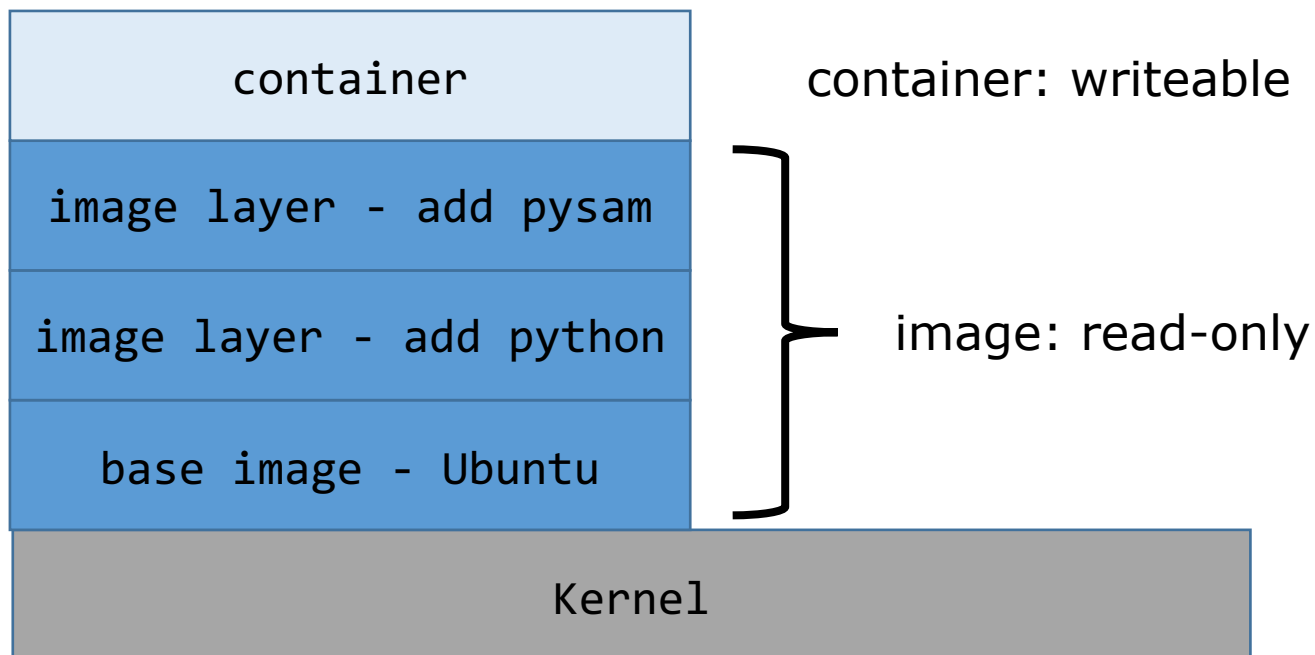 container
container: writeable
image layer - add pysam
image layer - add python
image: read-only
base image - Ubuntu
Kernel